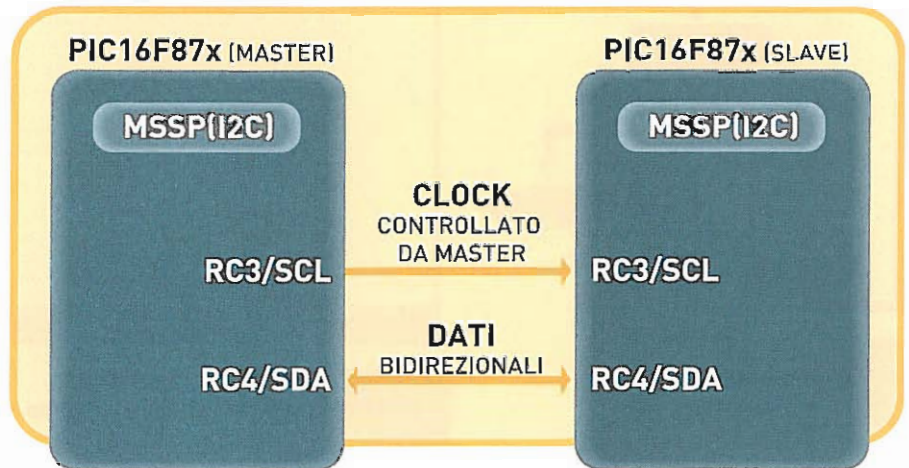 PIC16F87x (MASTER)
PIC16F87x (SLAVE)
MSSP(I2C)
MSSP(I2C)
CLOCK
CONTROLLATO
DA MASTER
RC3/SCL
RC3/SCL
DATI
BIDIREZIONALI
RC4/SDA
RC4/SDA